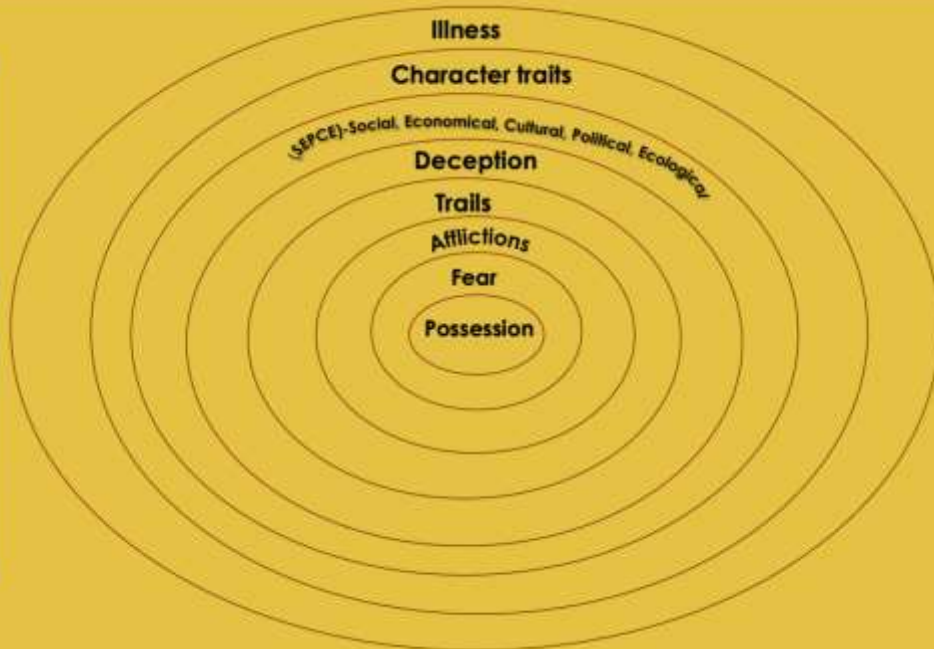 Illness
Character traits
(SEPCE)-Social, Economical, Cultural, Political, Ecological
Deception
Trails
Afflictions
Fear
Possession